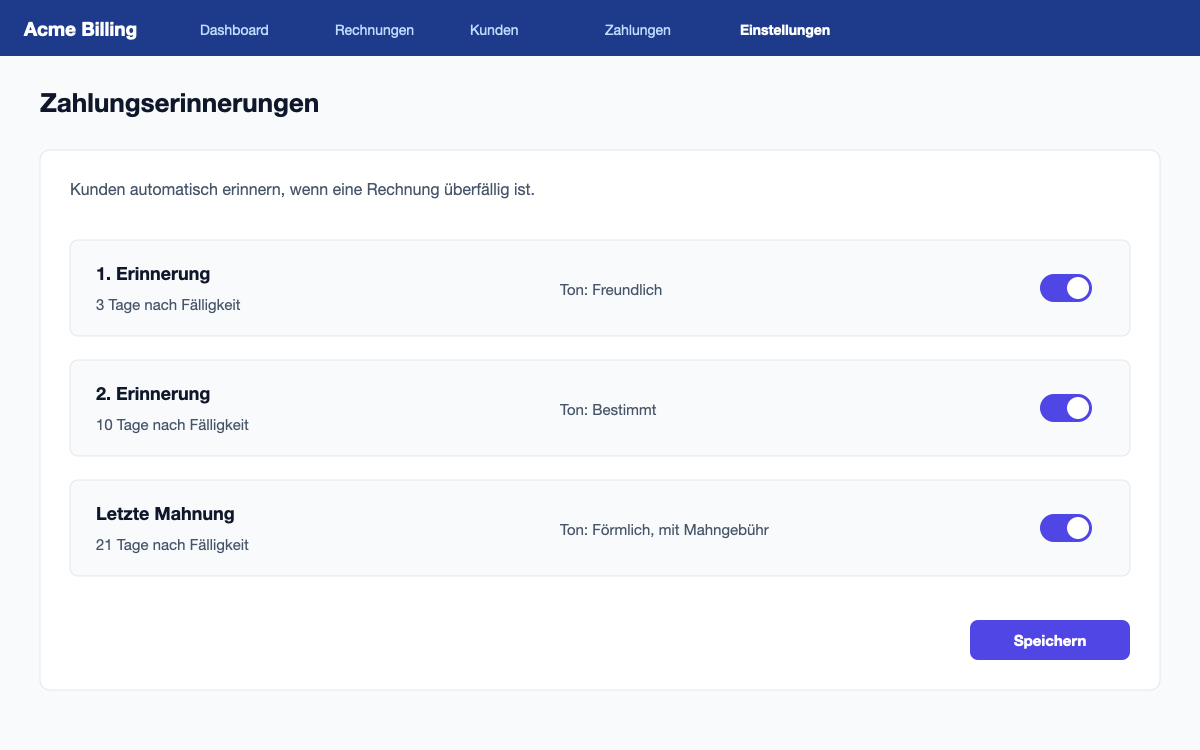 Acme Billing
Dashboard
Rechnungen
Kunden
Zahlungen
Einstellungen
Zahlungserinnerungen
Kunden automatisch erinnern, wenn eine Rechnung überfällig ist.
1. Erinnerung
3 Tage nach Fälligkeit
Ton: Freundlich
2. Erinnerung
10 Tage nach Fälligkeit
Ton: Bestimmt
Letzte Mahnung
21 Tage nach Fälligkeit
Ton: Förmlich, mit Mahngebühr
Speichern